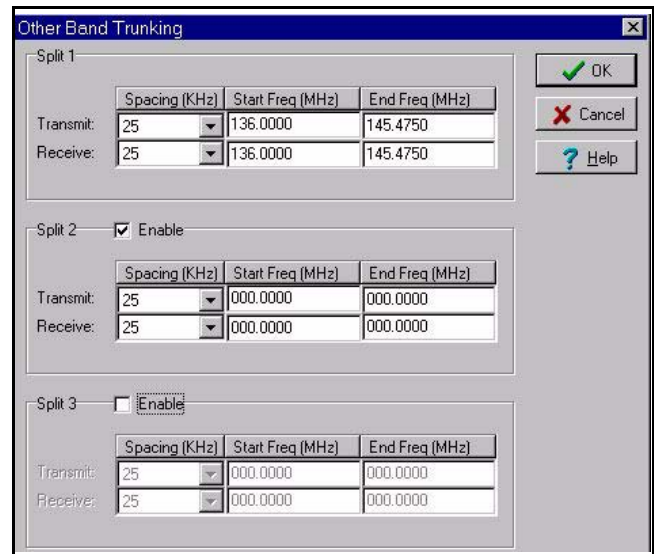 Other Band Trunking
Split 1
OK
Spacing (KHz) Start Freq (MHz) End Freq (MHz)
Transmit: 25 136.0000 145.4750
Cancel
Receive: 25 136.0000 145.4750
? Help
Split 2 Enable
Spacing (KHz) Start Freq (MHz) End Freq (MHz)
Transmit: 25 000.0000 000.0000
Receive: 25 000.0000 000.0000
Split 3 Enable
Spacing (KHz) Start Freq (MHz) End Freq (MHz)
Transmit: 25 000.0000 000.0000
Receive: 25 000.0000 000.0000